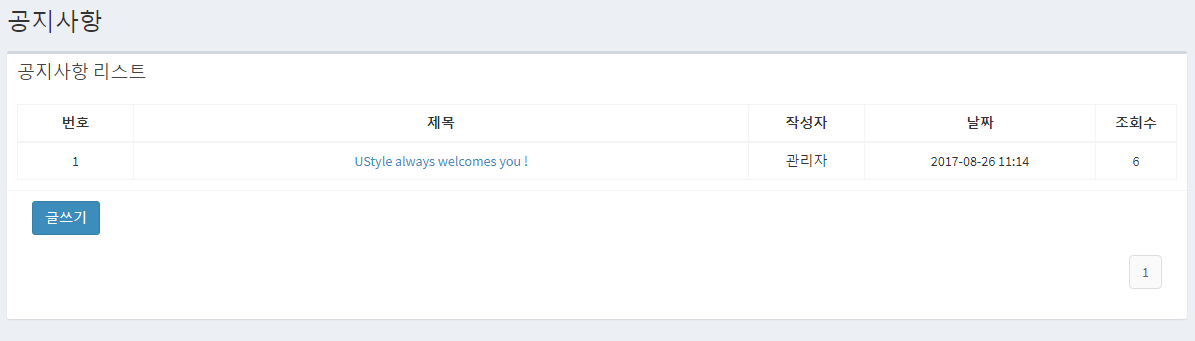 공지사항
공지사항 리스트
번호 제목 작성자 날짜 조회수
1 UStyle always welcomes you ! 관리자 2017-08-26 11:14 6
글쓰기
1